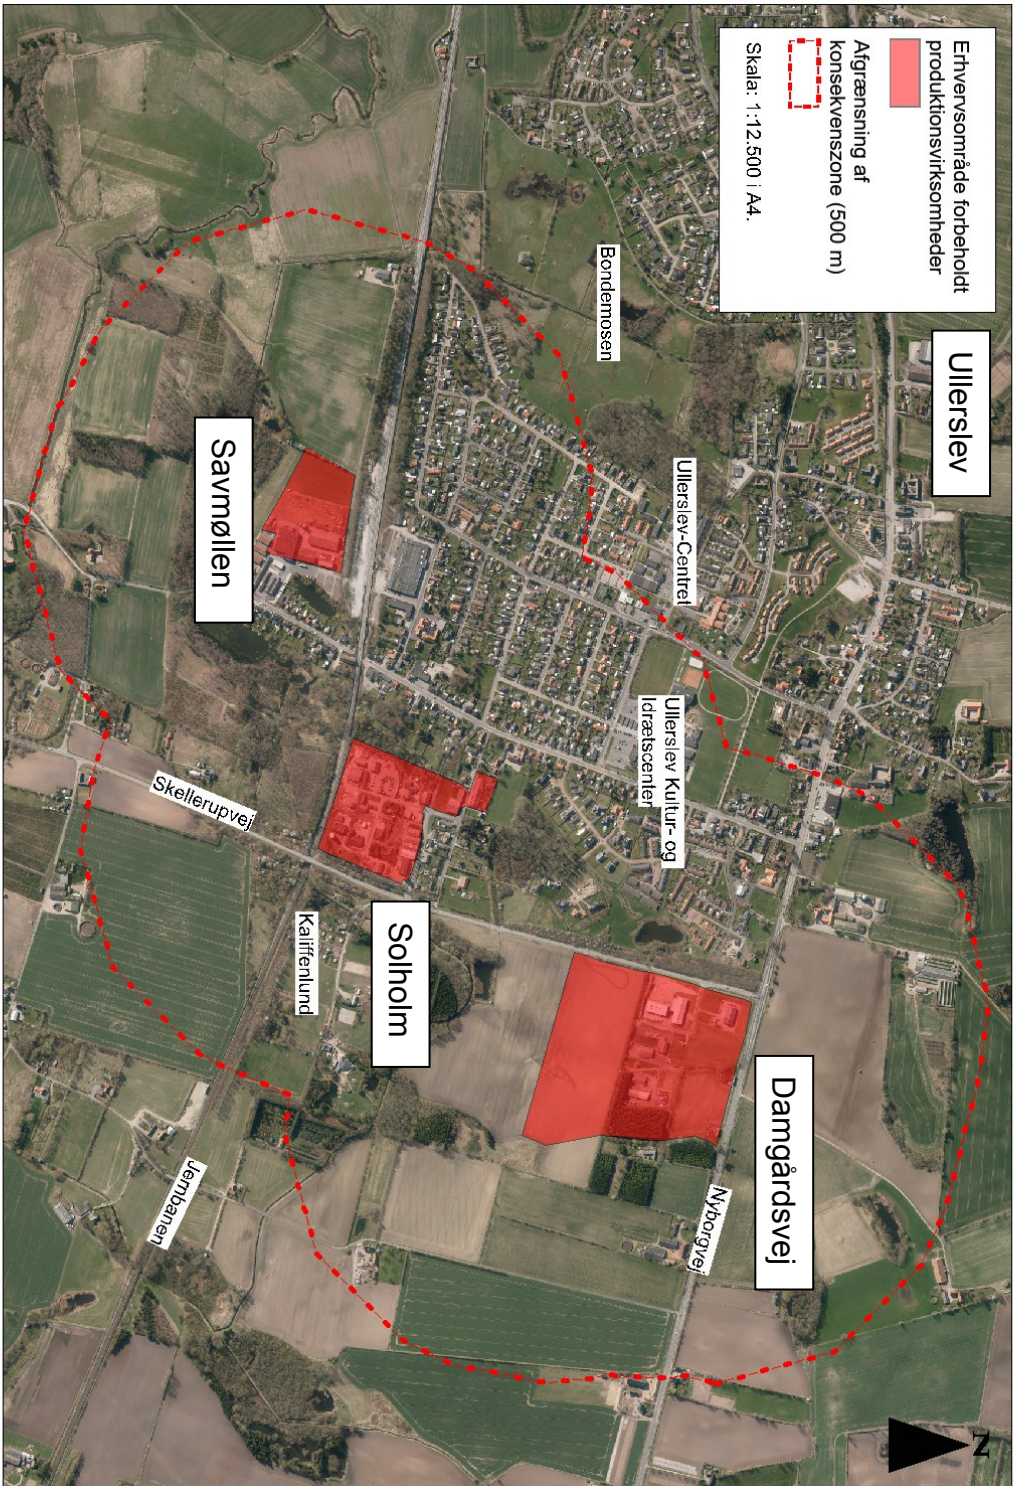 Erhvervsområde forbeholdt
produktionsvirksomheder
Afgrænsning af
konsekvenszone (500 m)
Skala: 1:12.500 i A4.
Ullerslev
Bondemosen
Ullerslev-Centret
Ullerslev Kultur- og
Idrætscenter
Savmøllen
Skellerupvej
Solholm
Kaliffenlund
Damgårdsvej
Nyborgvej
Jernbanen
N